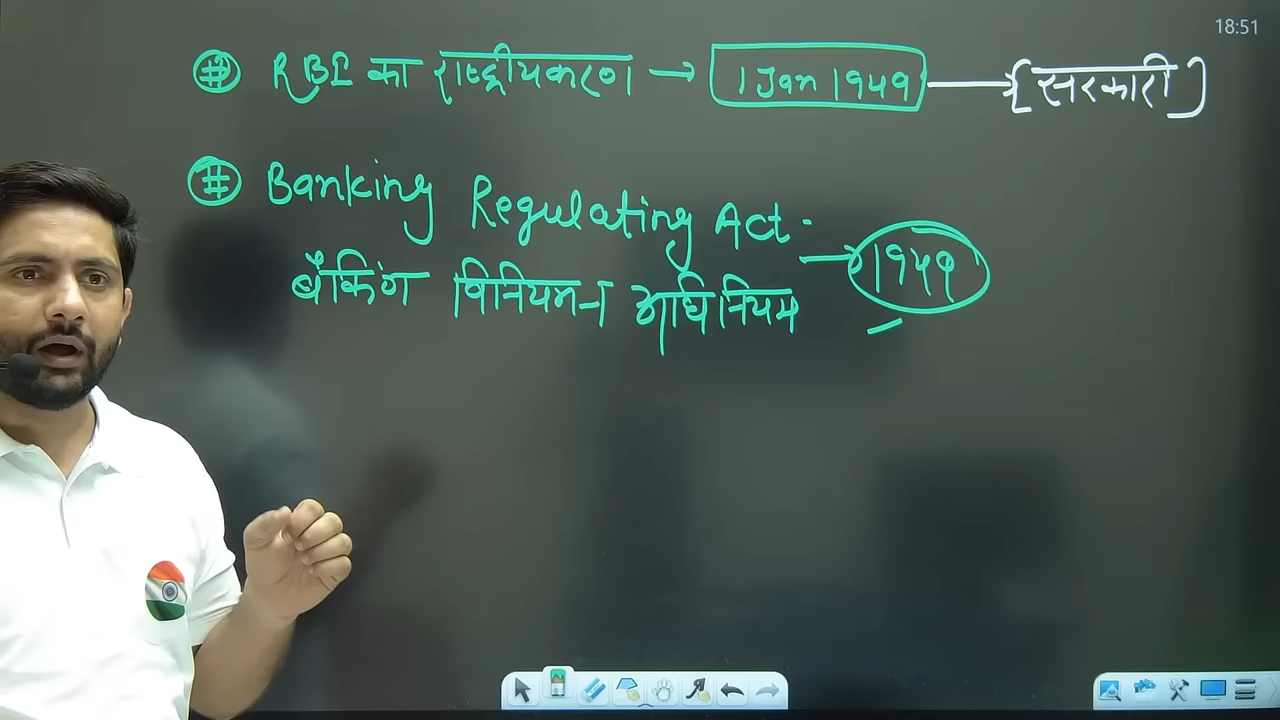 18:51
# RBI का राष्ट्रीयकरण → 1 Jan 1949 → [सरकारी]
# Banking Regulating Act.
बैंकिंग विनियमन अधिनियम → 1949